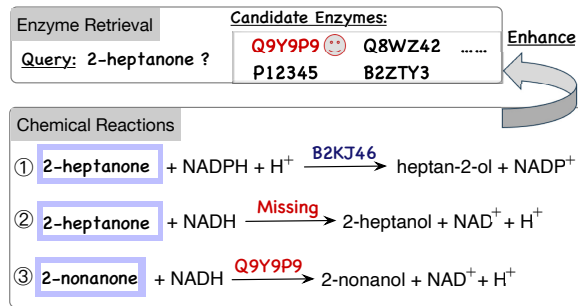 Enzyme Retrieval
Candidate Enzymes:
Query: 2-heptanone ?
Q9Y9P9 Q8WZ42 ......
P12345 B2ZTY3
Enhance
Chemical Reactions
① 2-heptanone + NADPH + H⁺ B2KJ46 heptan-2-ol + NADP⁺
② 2-heptanone + NADH Missing 2-heptanol + NAD⁺ + H⁺
③ 2-nonanone + NADH Q9Y9P9 2-nonanol + NAD⁺ + H⁺